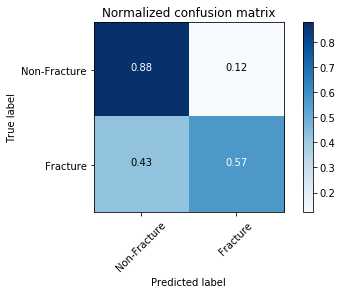 Normalized confusion matrix
True label
Non-Fracture
0.88
0.12
Fracture
0.43
0.57
Non-Fracture
Fracture
Predicted label
0.8
0.7
0.6
0.5
0.4
0.3
0.2